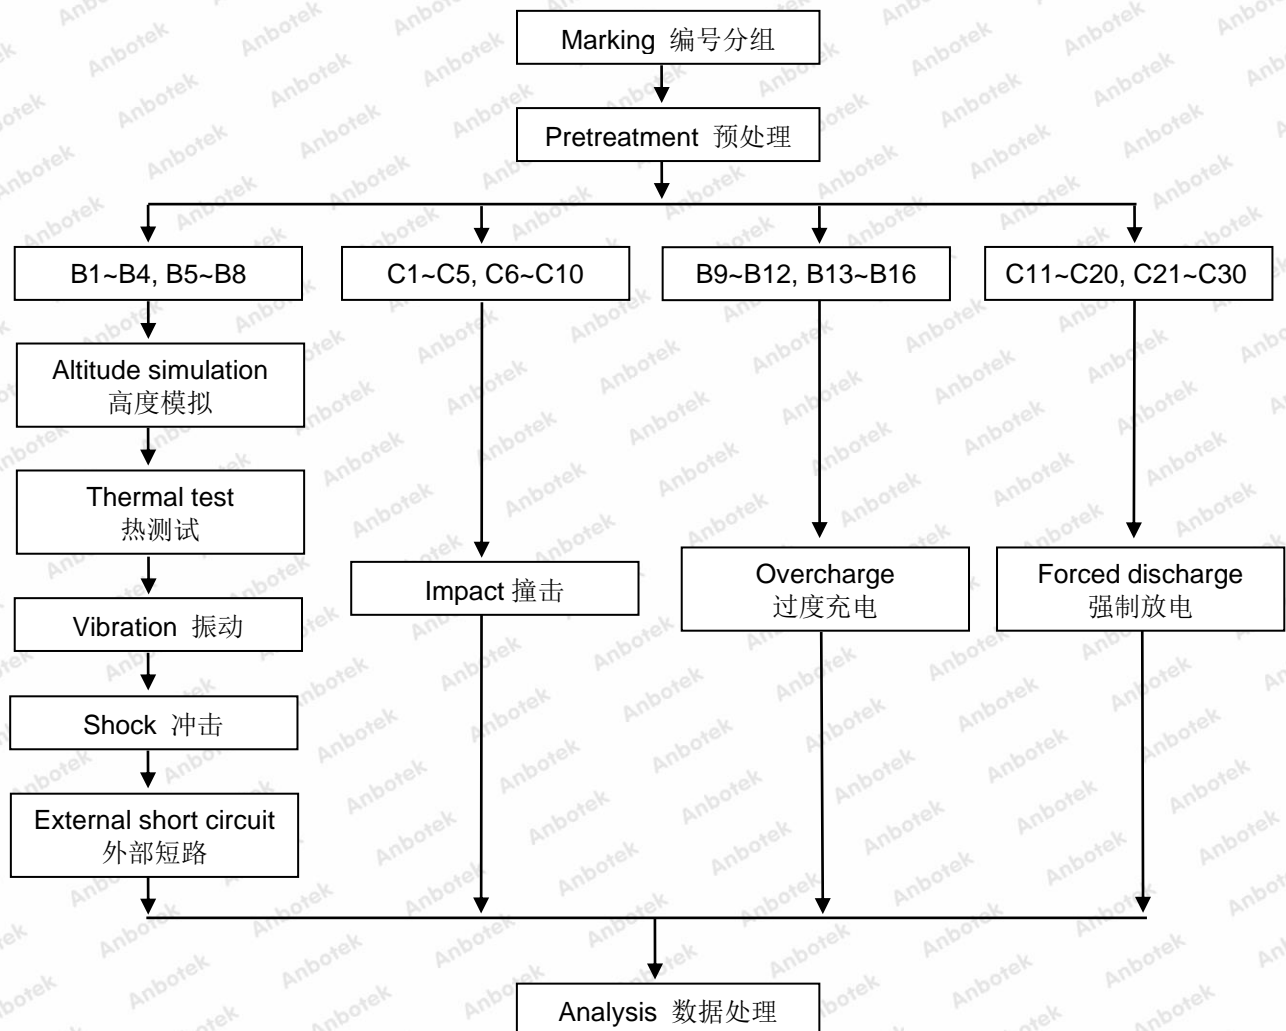 Marking 编号分组
Pretreatment 预处理
B1~B4, B5~B8
C1~C5, C6~C10
B9~B12, B13~B16
C11~C20, C21~C30
Altitude simulation
高度模拟
Thermal test
热测试
Vibration 振动
Shock 冲击
External short circuit
外部短路
Impact 撞击
Overcharge
过度充电
Forced discharge
强制放电
Analysis 数据处理
Anbotek